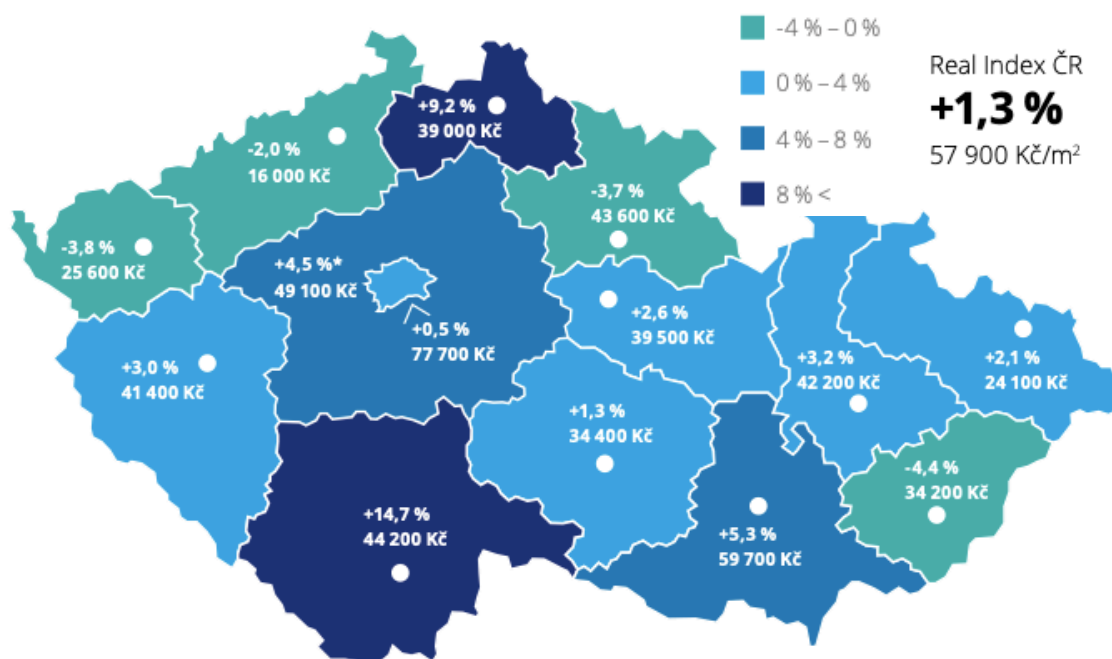 -4 % – 0 %
0 % – 4 %
4 % – 8 %
8 % <
Real Index ČR
+1,3 %
57 900 Kč/m²
+9,2 %
39 000 Kč
-2,0 %
16 000 Kč
-3,7 %
43 600 Kč
-3,8 %
25 600 Kč
+4,5 %*
49 100 Kč
+0,5 %
77 700 Kč
+2,6 %
39 500 Kč
+3,2 %
42 200 Kč
+2,1 %
24 100 Kč
+3,0 %
41 400 Kč
+1,3 %
34 400 Kč
-4,4 %
34 200 Kč
+14,7 %
44 200 Kč
+5,3 %
59 700 Kč